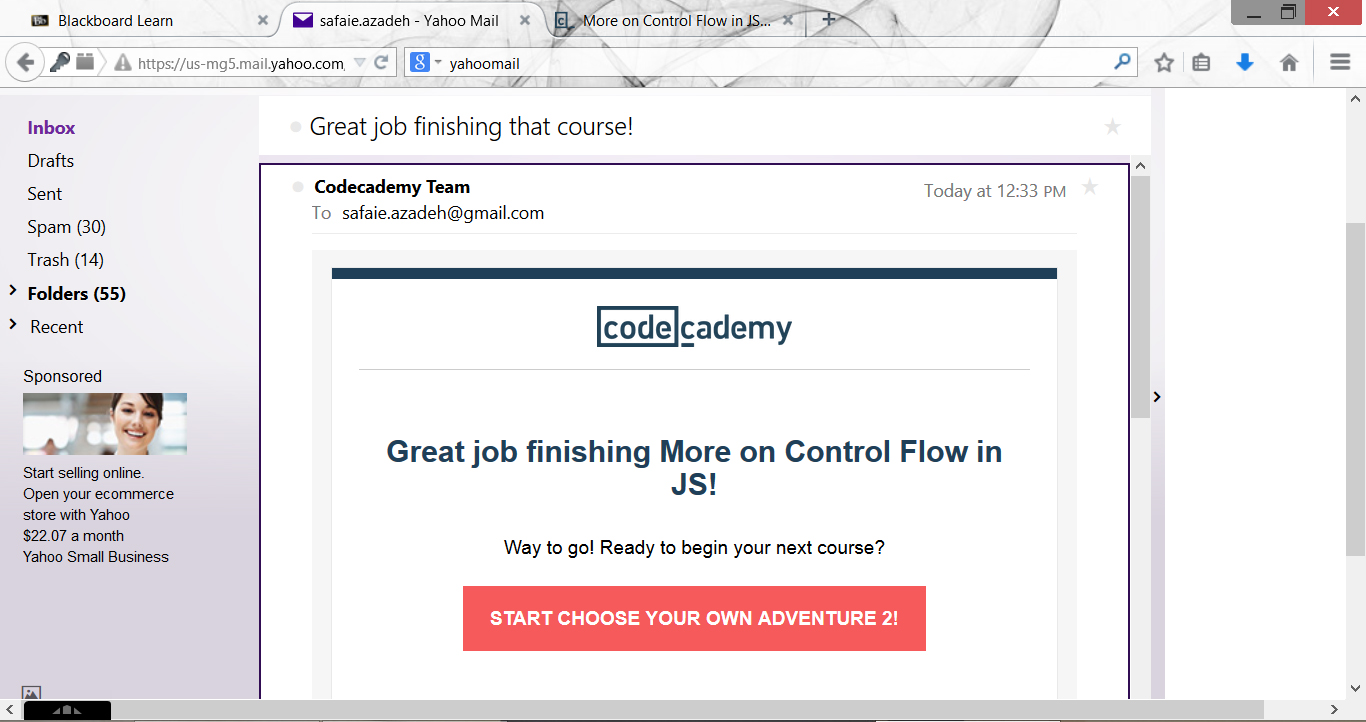 Blackboard Learn
safaie.azadeh - Yahoo Mail
More on Control Flow in JS...
https://us-mg5.mail.yahoo.com
yahoomail
Inbox
Drafts
Sent
Spam (30)
Trash (14)
Folders (55)
Recent
Sponsored
Start selling online.
Open your ecommerce
store with Yahoo
$22.07 a month
Yahoo Small Business
Great job finishing that course!
Codecademy Team
Today at 12:33 PM
To safaie.azadeh@gmail.com
codecademy
Great job finishing More on Control Flow in
JS!
Way to go! Ready to begin your next course?
START CHOOSE YOUR OWN ADVENTURE 2!